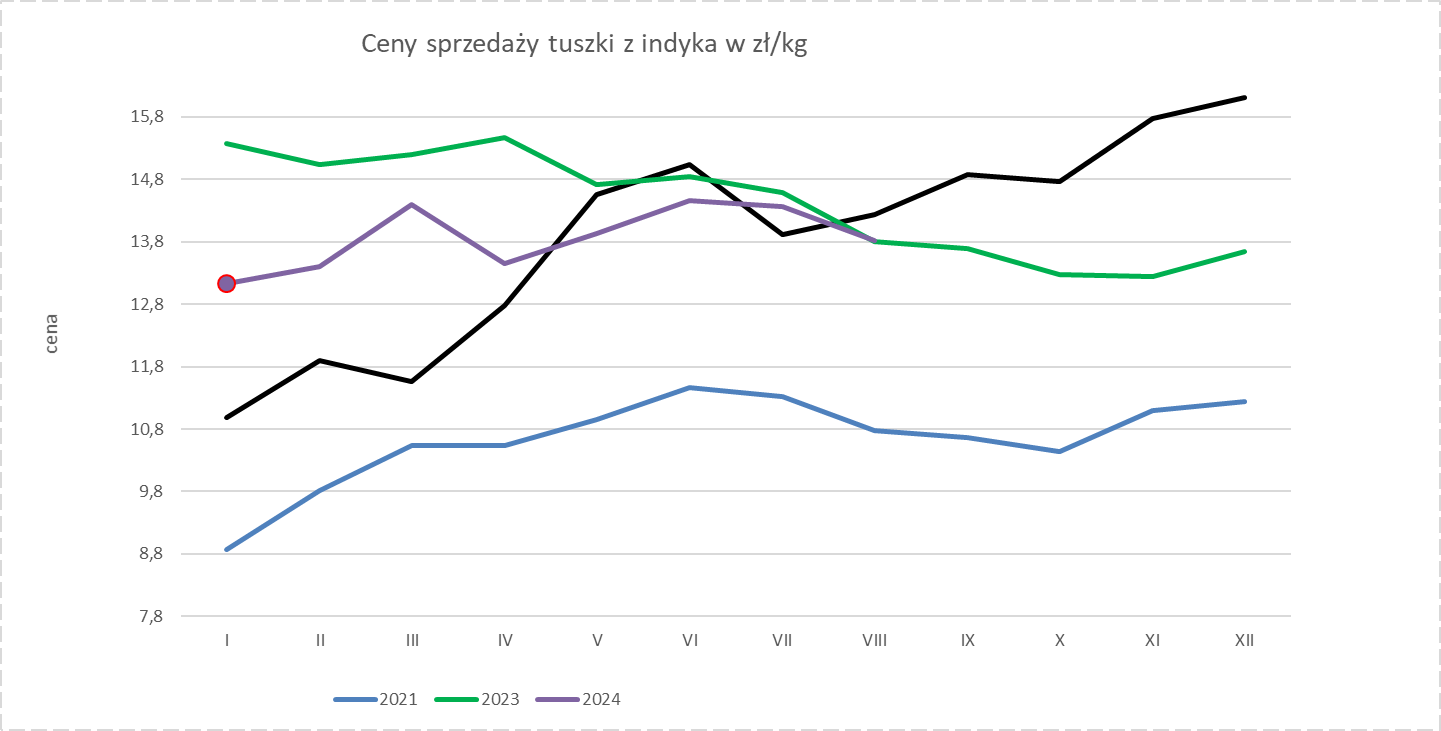 Ceny sprzedaży tuszki z indyka w zł/kg
cena
15,8
14,8
13,8
12,8
11,8
10,8
9,8
8,8
7,8
I II III IV V VI VII VIII IX X XI XII
2021 2023 2024